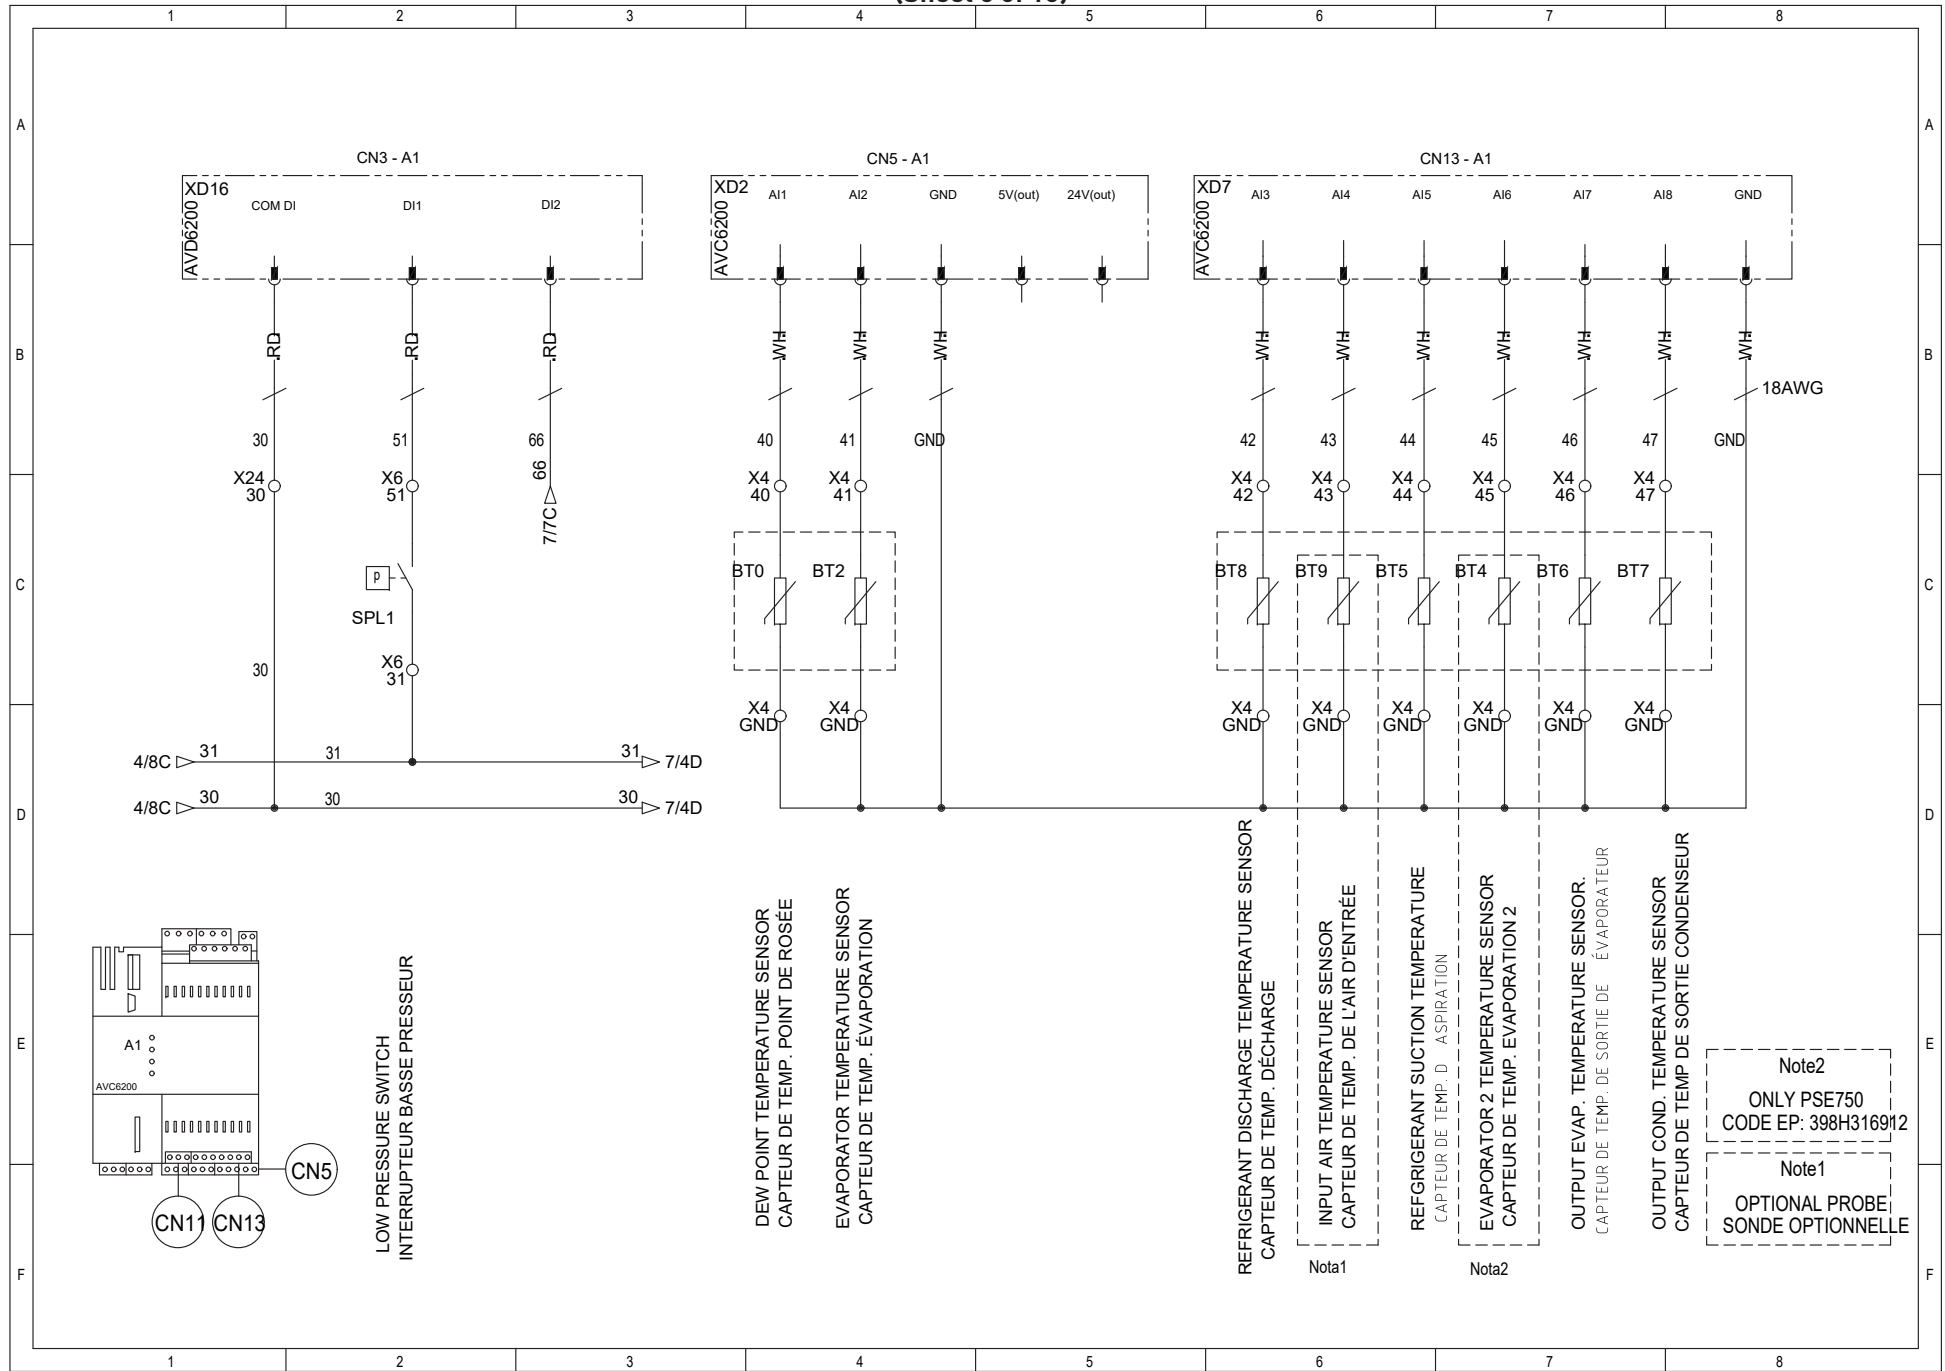 1 2 3 4 5 6 7 8
A A
CN3 - A1 CN5 - A1 CN13 - A1
XD16 COM DI DI1 DI2
AVD6200
XD2 AI1 AI2 GND 5V(out) 24V(out)
AVC6200
XD7 AI3 AI4 AI5 AI6 AI7 AI8 GND
AVC6200
B B
.RD. .RD. .RD. .WH. .WH. .WH. .WH. .WH. .WH. .WH. .WH. .WH. .WH.
18AWG
30 51 66 40 41 GND 42 43 44 45 46 47 GND
X24 X6 66 X4 X4 X4 X4 X4 X4 X4 X4
30 51 40 41 42 43 44 45 46 47
7/7C
C C
P
SPL1
BT0 BT2 BT8 BT9 BT5 BT4 BT6 BT7
30 X6
31
X4 X4 X4 X4 X4 X4 X4 X4
GND GND GND GND GND GND GND GND
4/8C 31 31 31 7/4D
4/8C 30 30 30 7/4D
D D
LOW PRESSURE SWITCH
INTERRUPTEUR BASSE PRESSEUR
DEW POINT TEMPERATURE SENSOR
CAPTEUR DE TEMP. POINT DE ROSÉE
EVAPORATOR TEMPERATURE SENSOR
CAPTEUR DE TEMP. ÉVAPORATION
REFRIGERANT DISCHARGE TEMPERATURE SENSOR
CAPTEUR DE TEMP. DÉCHARGE
INPUT AIR TEMPERATURE SENSOR
CAPTEUR DE TEMP. DE L'AIR D'ENTRÉE
REFGRIGERANT SUCTION TEMPERATURE
CAPTEUR DE TEMP. D ASPIRATION
EVAPORATOR 2 TEMPERATURE SENSOR
CAPTEUR DE TEMP. EVAPORATION 2
OUTPUT EVAP. TEMPERATURE SENSOR.
CAPTEUR DE TEMP. DE SORTIE DE ÉVAPORATEUR
OUTPUT COND. TEMPERATURE SENSOR
CAPTEUR DE TEMP DE SORTIE CONDENSEUR
E E
A1
AVC6200
CN5
CN11 CN13
Note2
ONLY PSE750
CODE EP: 398H316912
Note1
OPTIONAL PROBE
SONDE OPTIONNELLE
Nota1 Nota2
F F
1 2 3 4 5 6 7 8